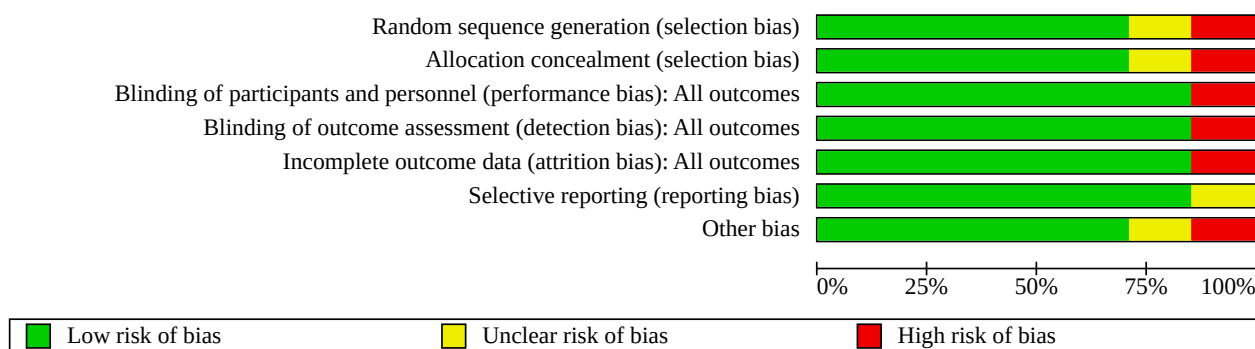 Random sequence generation (selection bias)
Allocation concealment (selection bias)
Blinding of participants and personnel (performance bias): All outcomes
Blinding of outcome assessment (detection bias): All outcomes
Incomplete outcome data (attrition bias): All outcomes
Selective reporting (reporting bias)
Other bias
0% 25% 50% 75% 100%
Low risk of bias Unclear risk of bias High risk of bias